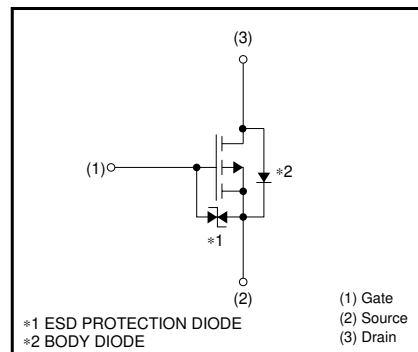 (3)
(1)
∗2
∗1
(2)
∗1 ESD PROTECTION DIODE
∗2 BODY DIODE
(1) Gate
(2) Source
(3) Drain